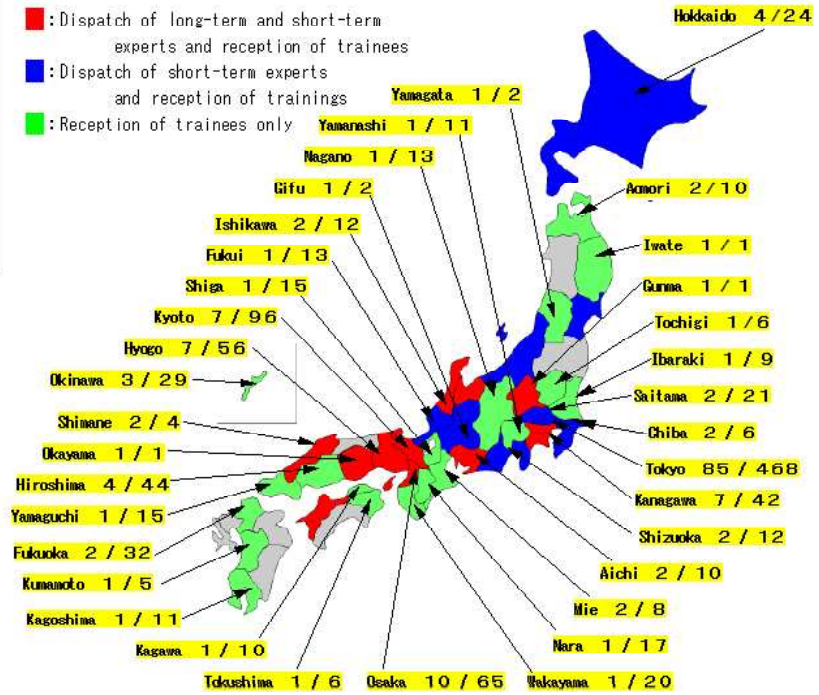 : Dispatch of long-term and short-term
experts and reception of trainees
: Dispatch of short-term experts
and reception of trainings
: Reception of trainees only
Hokkaido 4/24
Yamagata 1/2
Yamanashi 1/11
Nagano 1/13
Gifu 1/2
Ishikawa 2/12
Fukui 1/13
Shiga 1/15
Kyoto 7/96
Hyogo 7/56
Okinawa 3/29
Shimane 2/4
Okayama 1/1
Hiroshima 4/44
Yamaguchi 1/15
Fukuoka 2/32
Kumamoto 1/5
Kagoshima 1/11
Kagawa 1/10
Tokushima 1/6
Osaka 10/65
Wakayama 1/20
Nara 1/17
Mie 2/8
Aichi 2/10
Shizuoka 2/12
Kanagawa 7/42
Tokyo 85/468
Chiba 2/6
Saitama 2/21
Ibaraki 1/9
Tochigi 1/6
Gunma 1/1
Iwate 1/1
Aomori 2/10